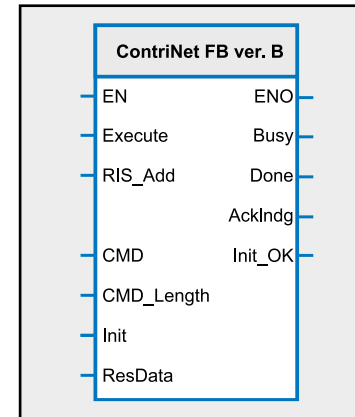 ContriNet FB ver. B
EN ENO
Execute Busy
RIS_Add Done
AckIndg
CMD Init_OK
CMD_Length
Init
ResData